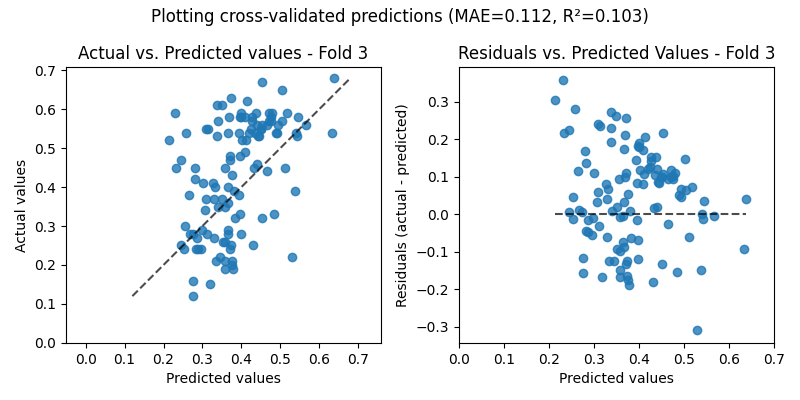 Plotting cross-validated predictions (MAE=0.112, R²=0.103)
Actual vs. Predicted values - Fold 3
Actual values
0.7
0.6
0.5
0.4
0.3
0.2
0.1
0.0
0.0 0.1 0.2 0.3 0.4 0.5 0.6 0.7
Predicted values
Residuals vs. Predicted Values - Fold 3
Residuals (actual - predicted)
0.3
0.2
0.1
0.0
−0.1
−0.2
−0.3
0.0 0.1 0.2 0.3 0.4 0.5 0.6 0.7
Predicted values